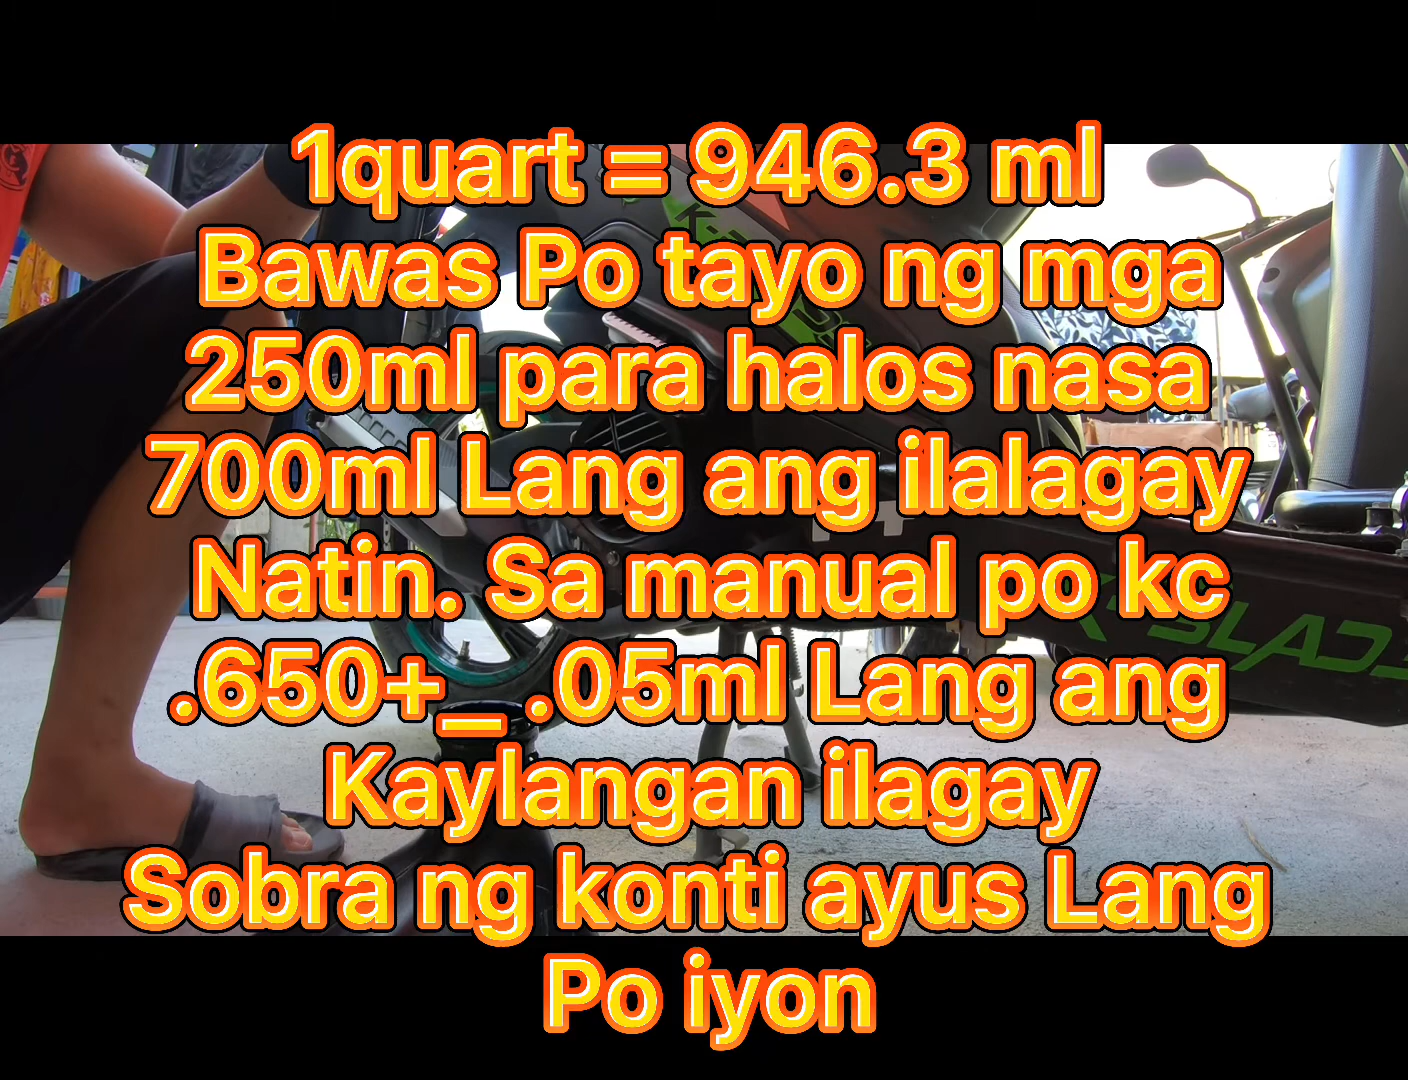 1quart = 946.3 ml
Bawas Po tayo ng mga
250ml para halos nasa
700ml Lang ang ilalagay
Natin. Sa manual po kc
.650+_ .05ml Lang ang
Kaylangan ilagay
Sobra ng konti ayus Lang
Po iyon